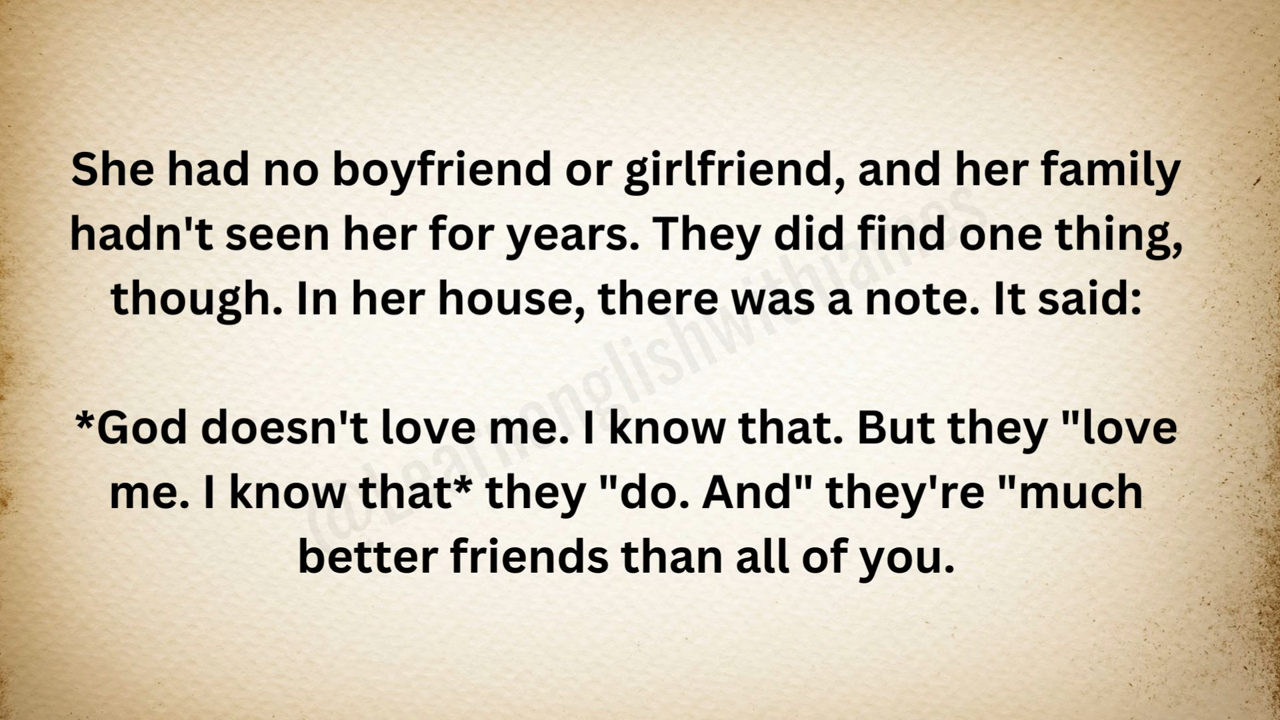 She had no boyfriend or girlfriend, and her family
hadn't seen her for years. They did find one thing,
though. In her house, there was a note. It said:
*God doesn't love me. I know that. But they "love
me. I know that* they "do. And" they're "much
better friends than all of you.
@Learnenglishwithjames